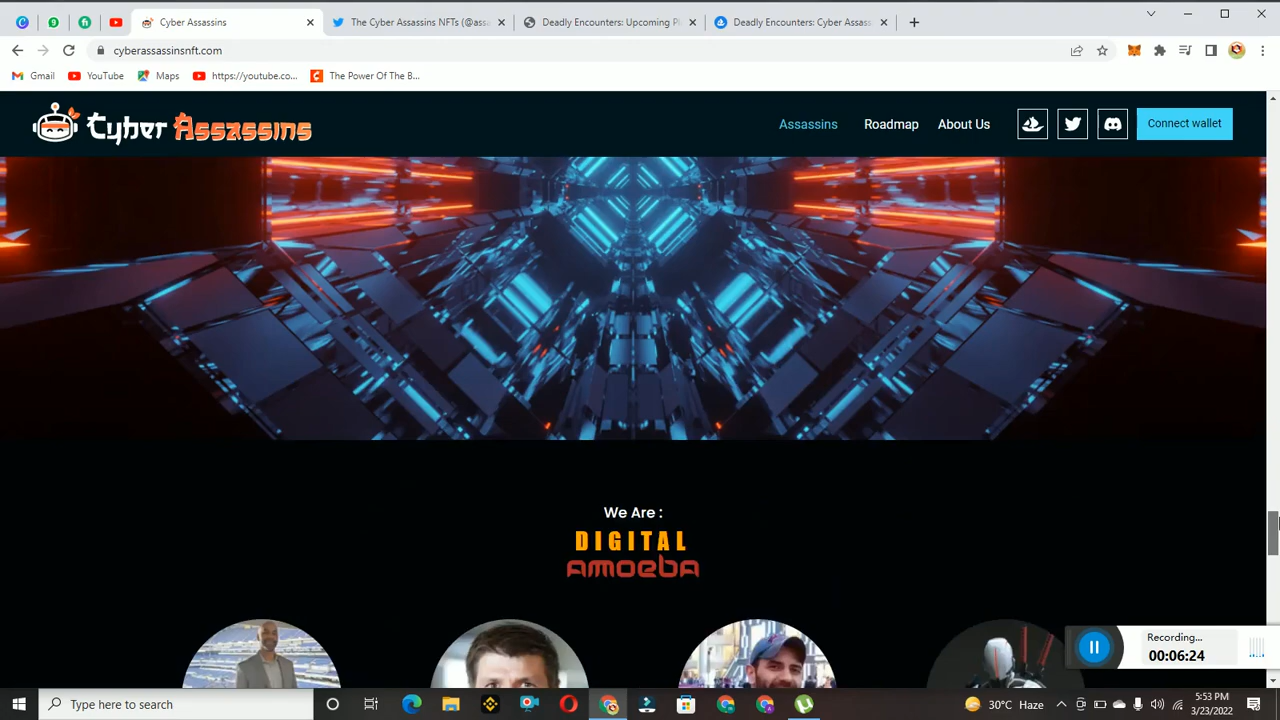 Cyber Assassins
The Cyber Assassins NFTs (@assa
Deadly Encounters: Upcoming Pl
Deadly Encounters: Cyber Assass
cyberassassinsnft.com
Gmail
YouTube
Maps
https://youtube.co...
The Power Of The B...
Cyber Assassins
Assassins
Roadmap
About Us
Connect wallet
We Are :
DIGITAL
AMOEBA
Recording...
00:06:24
Type here to search
30°C Haze
5:53 PM
3/23/2022